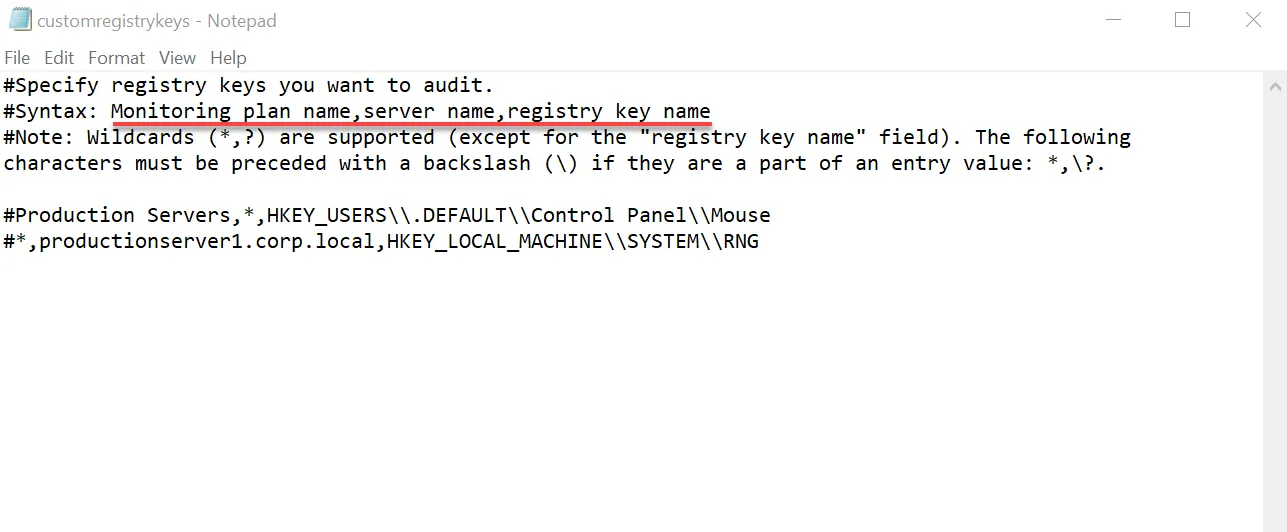 customregistrykeys - Notepad
File Edit Format View Help
#Specify registry keys you want to audit.
#Syntax: Monitoring plan name,server name,registry key name
#Note: Wildcards (*,?) are supported (except for the "registry key name" field). The following
characters must be preceded with a backslash (\) if they are a part of an entry value: *,\?.
#Production Servers,*,HKEY_USERS\\.DEFAULT\\Control Panel\\Mouse
#*,productionserver1.corp.local,HKEY_LOCAL_MACHINE\\SYSTEM\\RNG